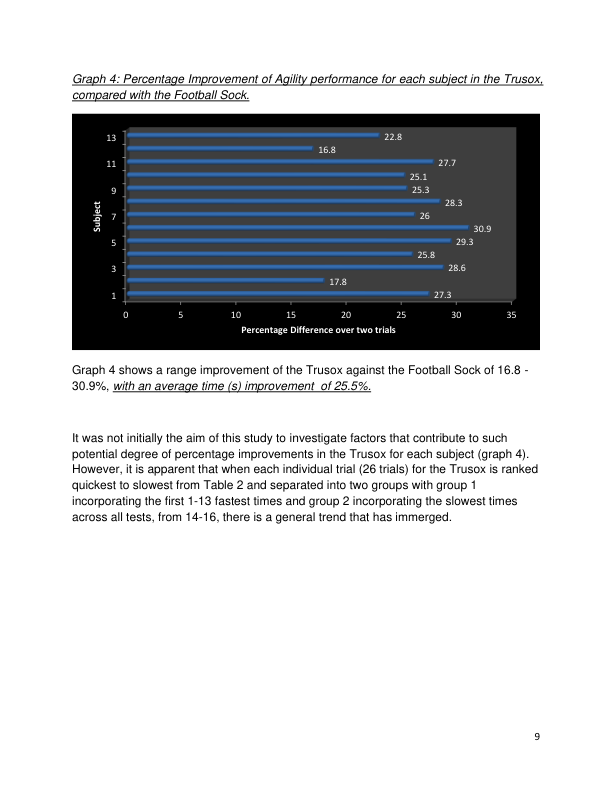 Graph 4: Percentage Improvement of Agility performance for each subject in the Trusox,
compared with the Football Sock.
13 22.8
16.8
11 27.7
25.1
9 25.3
28.3
Subject
7 26
30.9
5 29.3
25.8
3 28.6
17.8
1 27.3
0 5 10 15 20 25 30 35
Percentage Difference over two trials
Graph 4 shows a range improvement of the Trusox against the Football Sock of 16.8 -
30.9%, with an average time (s) improvement of 25.5%.
It was not initially the aim of this study to investigate factors that contribute to such
potential degree of percentage improvements in the Trusox for each subject (graph 4).
However, it is apparent that when each individual trial (26 trials) for the Trusox is ranked
quickest to slowest from Table 2 and separated into two groups with group 1
incorporating the first 1-13 fastest times and group 2 incorporating the slowest times
across all tests, from 14-16, there is a general trend that has immerged.
9